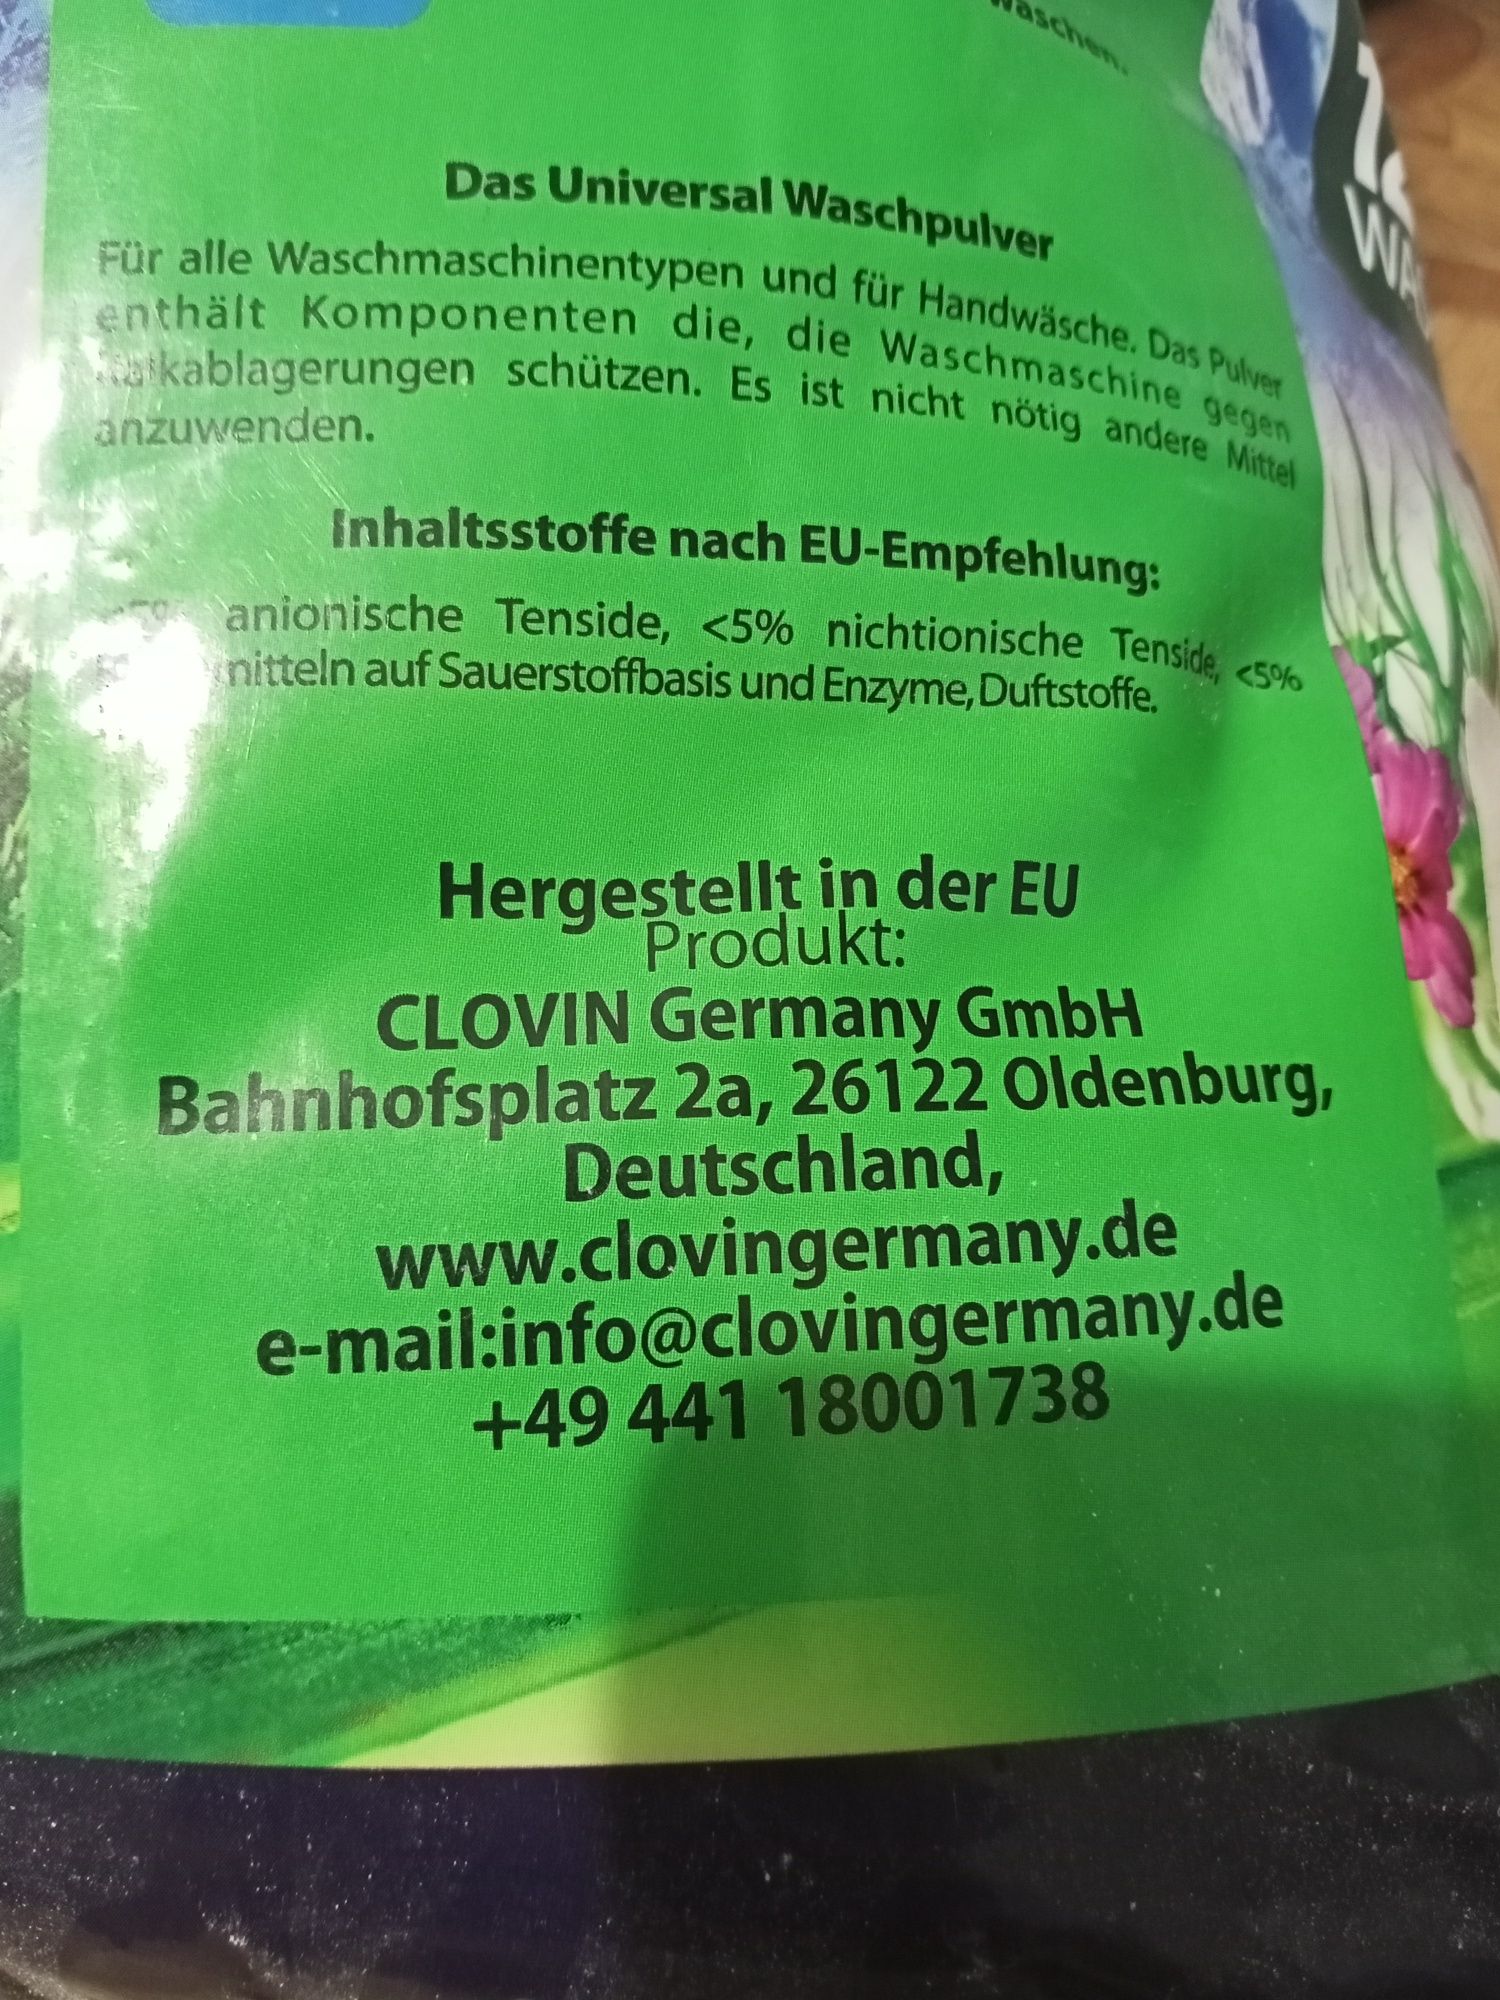 waschen.
Das Universal Waschpulver
Für alle Waschmaschinentypen und für Handwäsche. Das Pulver
enthält Komponenten die, die Waschmaschine gegen
Kalkablagerungen schützen. Es ist nicht nötig andere Mittel
anzuwenden.
Inhaltsstoffe nach EU-Empfehlung:
anionische Tenside, <5% nichtionische Tenside, <5%
auf Sauerstoffbasis und Enzyme, Duftstoffe.
Hergestellt in der EU
Produkt:
CLOVIN Germany GmbH
Bahnhofsplatz 2a, 26122 Oldenburg,
Deutschland,
www.clovingermany.de
e-mail:info@clovingermany.de
+49 441 18001738